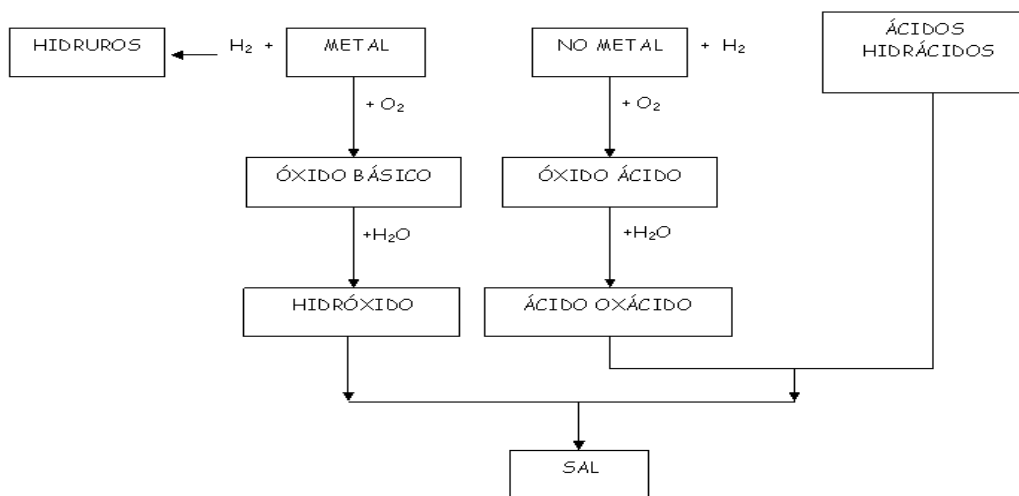 HIDRUROS
H₂ +
METAL
NO METAL
+ H₂
ÁCIDOS
HIDRÁCIDOS
+ O₂
+ O₂
ÓXIDO BÁSICO
ÓXIDO ÁCIDO
+H₂O
+H₂O
HIDRÓXIDO
ÁCIDO OXÁCIDO
SAL